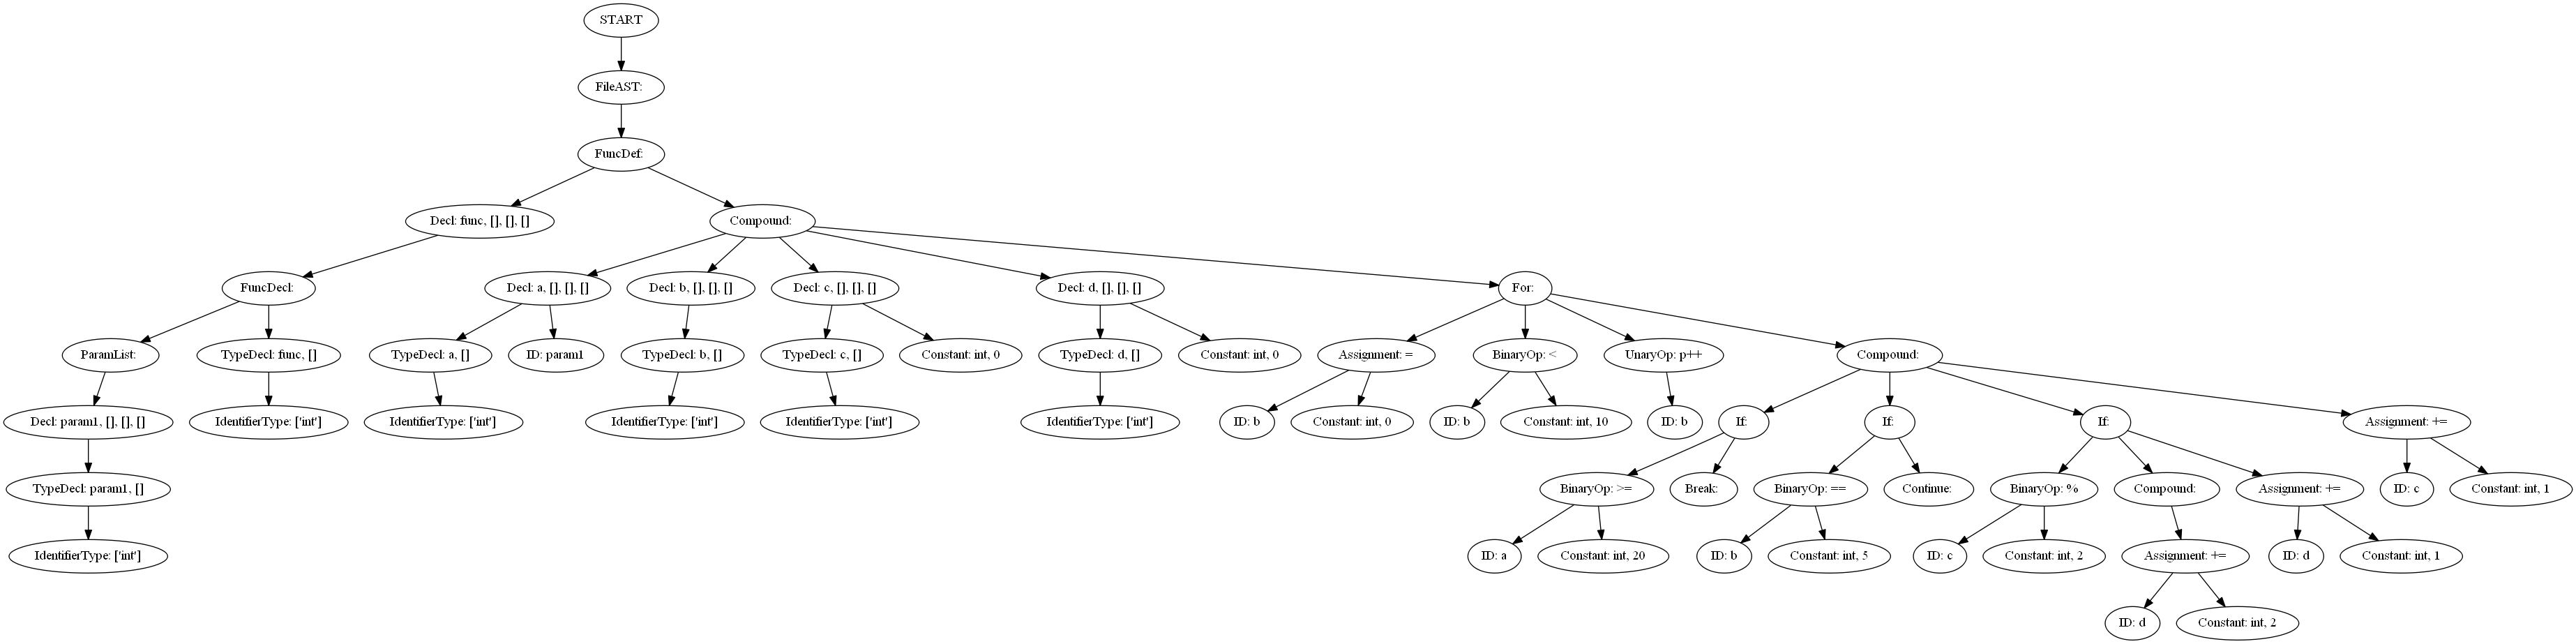 START
FileAST:
FuncDef:
Decl: func, [], [], []
Compound:
FuncDecl:
Decl: a, [], [], []
Decl: b, [], [], []
Decl: c, [], [], []
Decl: d, [], [], []
For:
ParamList:
TypeDecl: func, []
TypeDecl: a, []
ID: param1
TypeDecl: b, []
TypeDecl: c, []
Constant: int, 0
TypeDecl: d, []
Constant: int, 0
Assignment: =
BinaryOp: <
UnaryOp: p++
Compound:
Decl: param1, [], [], []
IdentifierType: ['int']
IdentifierType: ['int']
IdentifierType: ['int']
IdentifierType: ['int']
IdentifierType: ['int']
ID: b
Constant: int, 0
ID: b
Constant: int, 10
ID: b
If:
If:
If:
Assignment: +=
TypeDecl: param1, []
BinaryOp: >=
Break:
BinaryOp: ==
Continue:
BinaryOp: %
Compound:
Assignment: +=
ID: c
Constant: int, 1
IdentifierType: ['int']
ID: a
Constant: int, 20
ID: b
Constant: int, 5
ID: c
Constant: int, 2
Assignment: +=
ID: d
Constant: int, 1
ID: d
Constant: int, 2